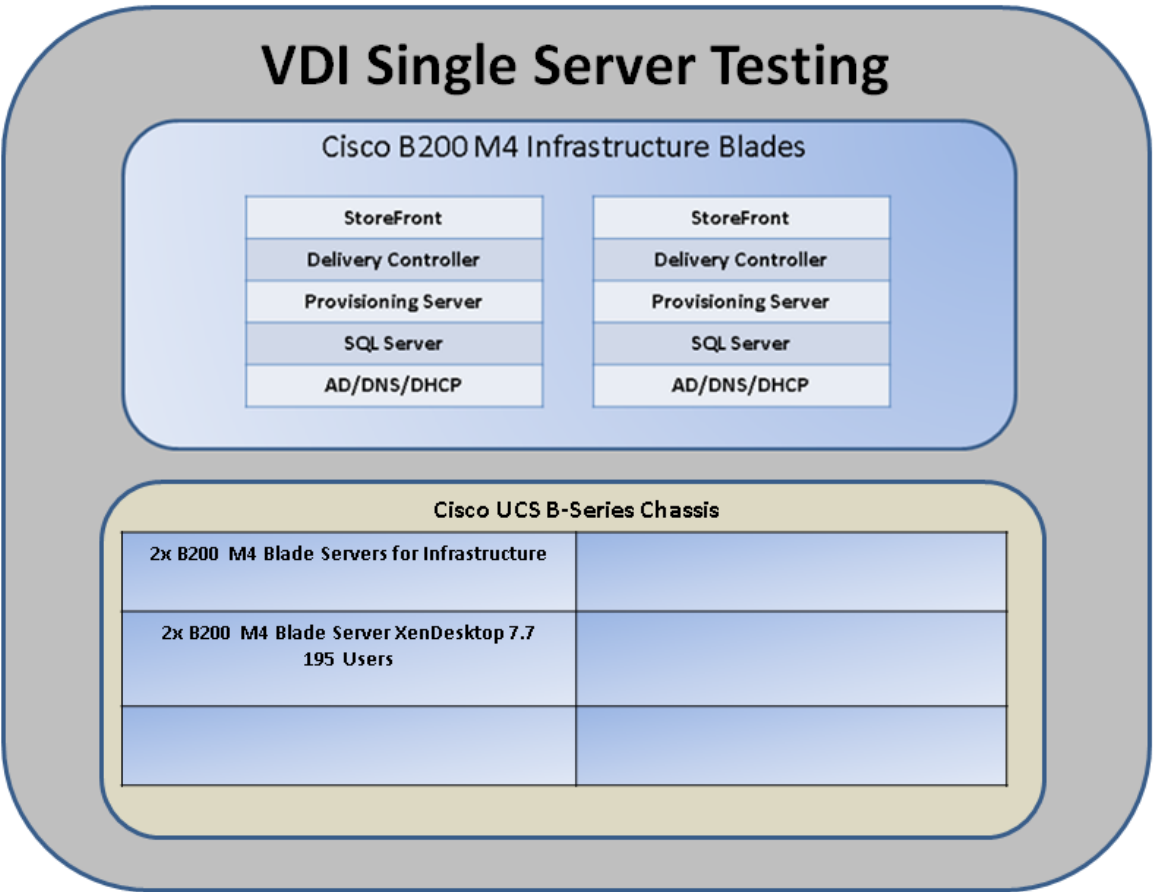 VDI Single Server Testing
Cisco B200 M4 Infrastructure Blades
StoreFront
Delivery Controller
Provisioning Server
SQL Server
AD/DNS/DHCP
StoreFront
Delivery Controller
Provisioning Server
SQL Server
AD/DNS/DHCP
Cisco UCS B-Series Chassis
2x B200 M4 Blade Servers for Infrastructure
2x B200 M4 Blade Server XenDesktop 7.7
195 Users